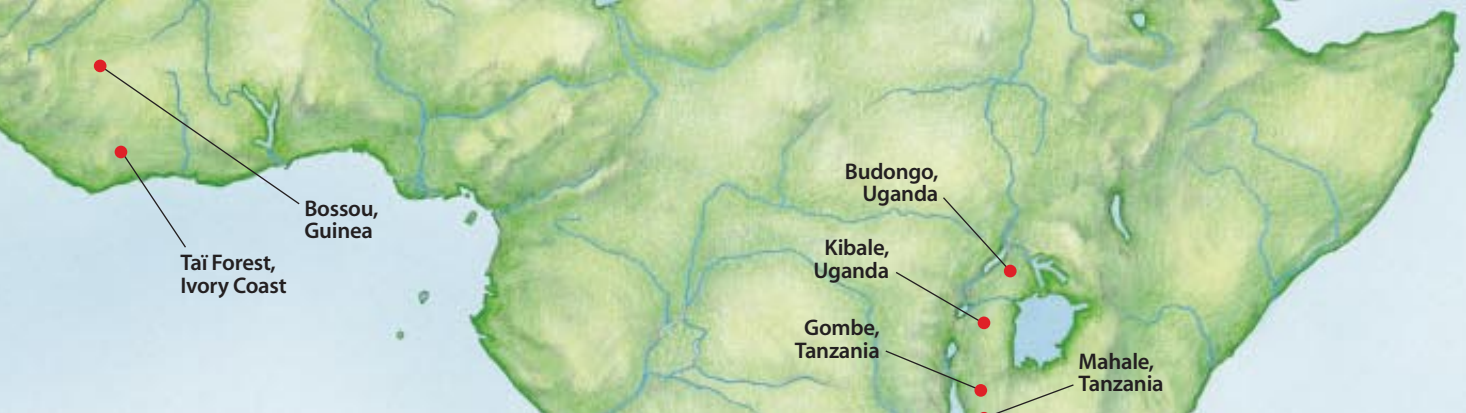 Bossou,
Guinea
Taï Forest,
Ivory Coast
Budongo,
Uganda
Kibale,
Uganda
Gombe,
Tanzania
Mahale,
Tanzania